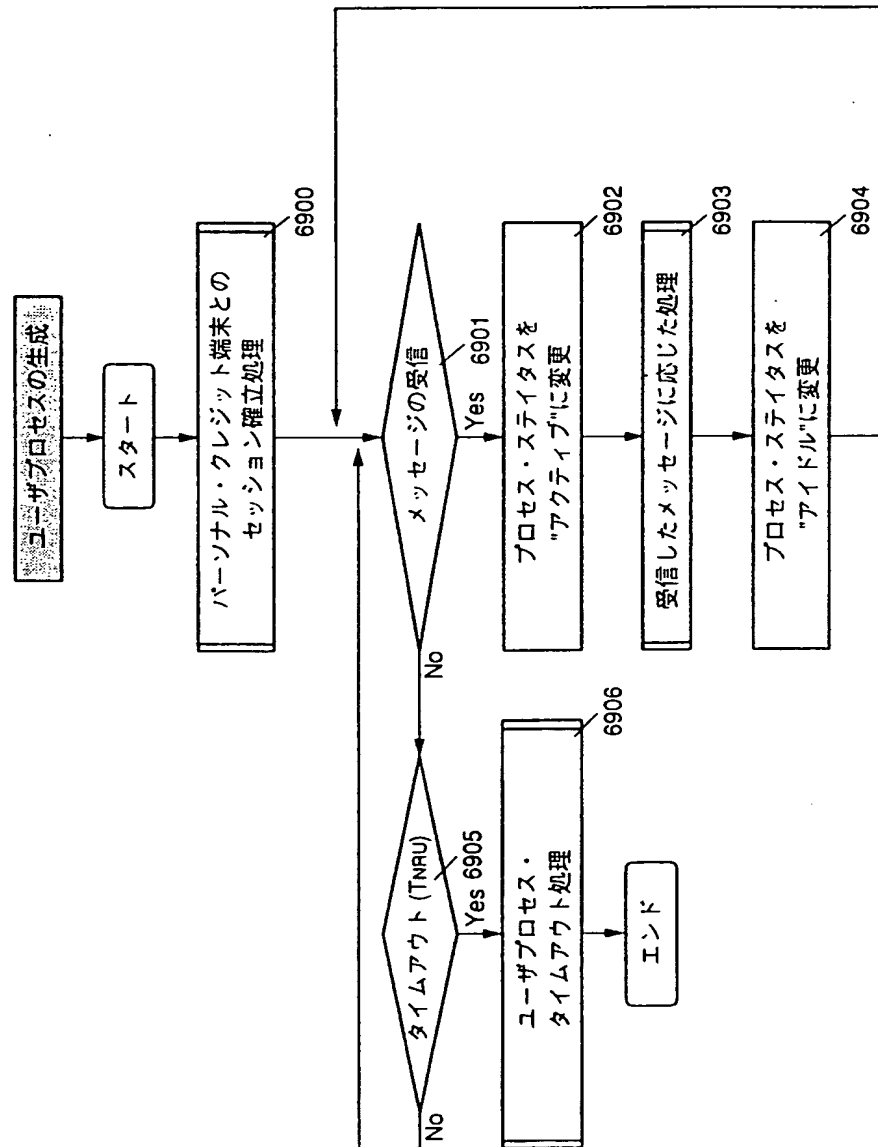 ユーザプロセスの生成
スタート
パーソナル・クレジット端末との
セッション確立処理
6900
メッセージの受信
6901
Yes
No
プロセス・ステイタスを
"アクティブ"に変更
6902
受信したメッセージに応じた処理
6903
プロセス・ステイタスを
"アイドル"に変更
6904
タイムアウト(TNRU)
6905
Yes
No
ユーザプロセス・
タイムアウト処理
6906
エンド